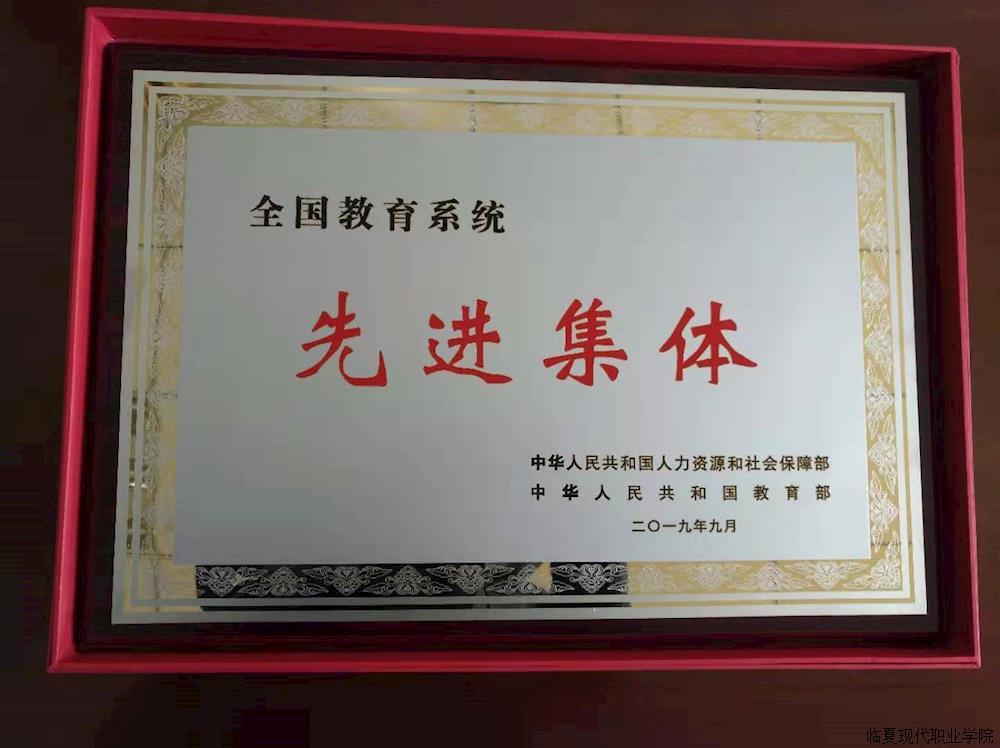 全国教育系统
先进集体
中华人民共和国人力资源和社会保障部
中华人民共和国教育部
二〇一九年九月
临夏现代职业学院